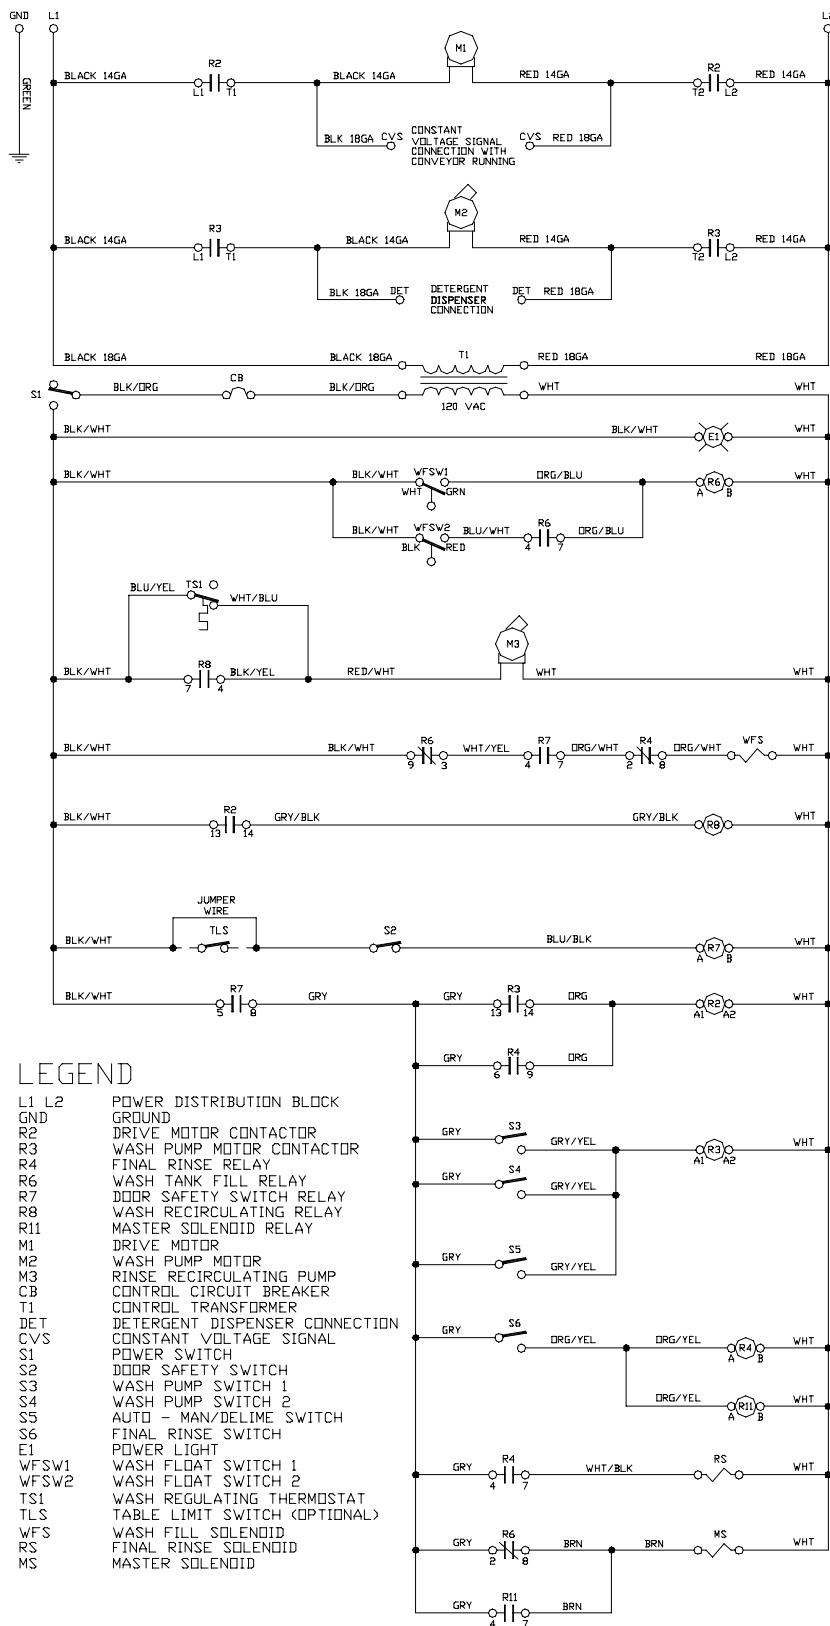 GND L1 L2
GREEN
M1
R2 R2
BLACK 14GA BLACK 14GA RED 14GA RED 14GA
L1 T1 T2 L2
BLK 18GA CVS CONSTANT CVS RED 18GA
VOLTAGE SIGNAL
CONNECTION WITH
CONVEYOR RUNNING
M2
R3 R3
BLACK 14GA BLACK 14GA RED 14GA RED 14GA
L1 T1 T2 L2
BLK 18GA DET DETERGENT DET RED 18GA
DISPENSER
CONNECTION
BLACK 18GA BLACK 18GA T1 RED 18GA RED 18GA
S1 BLK/ORG CB BLK/ORG WHT WHT
120 VAC
BLK/WHT BLK/WHT E1 WHT
BLK/WHT BLK/WHT WFSW1 ORG/BLU R6 WHT
WHT GRN A B
BLK/WHT WFSW2 BLU/WHT R6 ORG/BLU
BLK RED 4 7
BLU/YEL TS1 WHT/BLU
M3
BLK/WHT R8 BLK/YEL RED/WHT WHT WHT
7 4
BLK/WHT BLK/WHT R6 WHT/YEL R7 ORG/WHT R4 ORG/WHT WFS WHT
9 3 4 7 2 8
BLK/WHT R2 GRY/BLK GRY/BLK R8 WHT
13 14
JUMPER
WIRE
BLK/WHT TLS S2 BLU/BLK R7 WHT
A B
BLK/WHT R7 GRY GRY R3 ORG R2 WHT
5 8 13 14 A1 A2
GRY R4 ORG
6 9
GRY S3 GRY/YEL R3 WHT
A1 A2
GRY S4 GRY/YEL
GRY S5 GRY/YEL
GRY S6 ORG/YEL ORG/YEL R4 WHT
A B
ORG/YEL R11 WHT
A B
GRY R4 WHT/BLK RS WHT
4 7
GRY R6 BRN BRN MS WHT
2 8
GRY R11 BRN
4 7
LEGEND
L1 L2 POWER DISTRIBUTION BLOCK
GND GROUND
R2 DRIVE MOTOR CONTACTOR
R3 WASH PUMP MOTOR CONTACTOR
R4 FINAL RINSE RELAY
R6 WASH TANK FILL RELAY
R7 DOOR SAFETY SWITCH RELAY
R8 WASH RECIRCULATING RELAY
R11 MASTER SOLENOID RELAY
M1 DRIVE MOTOR
M2 WASH PUMP MOTOR
M3 RINSE RECIRCULATING PUMP
CB CONTROL CIRCUIT BREAKER
T1 CONTROL TRANSFORMER
DET DETERGENT DISPENSER CONNECTION
CVS CONSTANT VOLTAGE SIGNAL
S1 POWER SWITCH
S2 DOOR SAFETY SWITCH
S3 WASH PUMP SWITCH 1
S4 WASH PUMP SWITCH 2
S5 AUTO - MAN/DELIME SWITCH
S6 FINAL RINSE SWITCH
E1 POWER LIGHT
WFSW1 WASH FLOAT SWITCH 1
WFSW2 WASH FLOAT SWITCH 2
TS1 WASH REGULATING THERMOSTAT
TLS TABLE LIMIT SWITCH (OPTIONAL)
WFS WASH FILL SOLENOID
RS FINAL RINSE SOLENOID
MS MASTER SOLENOID